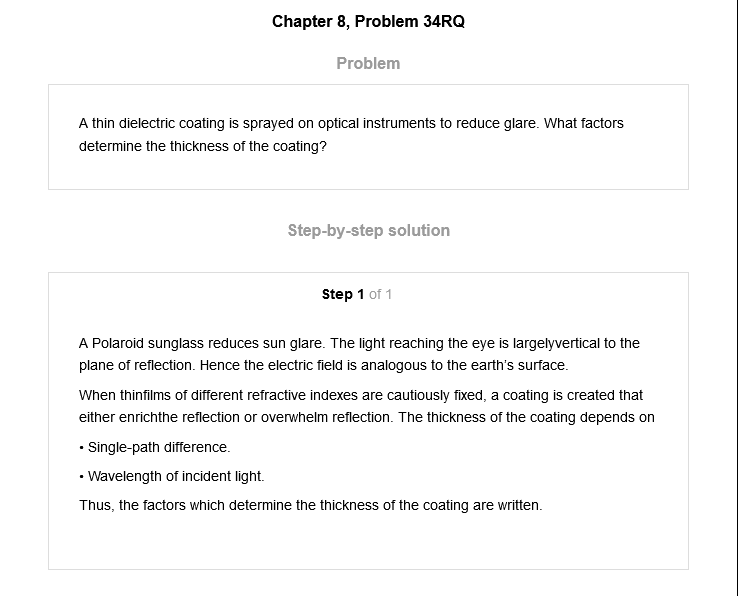 Chapter 8, Problem 34RQ
Problem
A thin dielectric coating is sprayed on optical instruments to reduce glare. What factors
determine the thickness of the coating?
Step-by-step solution
Step 1 of 1
A Polaroid sunglass reduces sun glare. The light reaching the eye is largelyvertical to the
plane of reflection. Hence the electric field is analogous to the earth's surface.
When thinfilms of different refractive indexes are cautiously fixed, a coating is created that
either enrichthe reflection or overwhelm reflection. The thickness of the coating depends on
• Single-path difference.
• Wavelength of incident light.
Thus, the factors which determine the thickness of the coating are written.